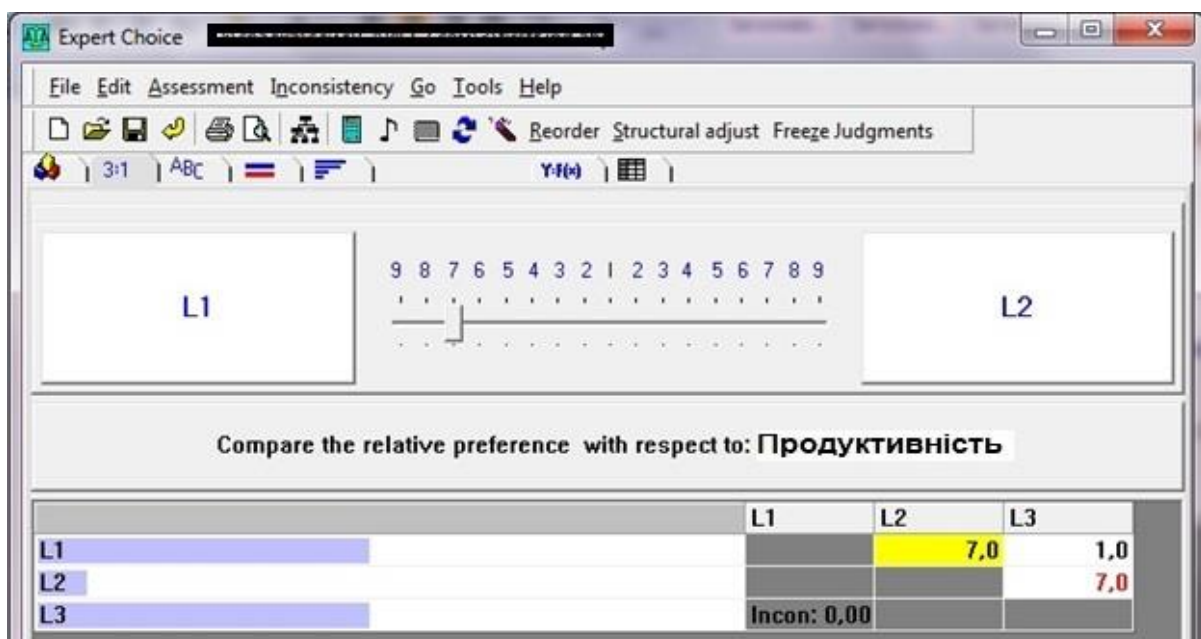 Expert Choice
File Edit Assessment Inconsistency Go Tools Help
Reorder Structural adjust Freeze Judgments
3:1 ABC Y:F(x)
9 8 7 6 5 4 3 2 1 2 3 4 5 6 7 8 9
L1 L2
Compare the relative preference with respect to: Продуктивність
L1 L2 L3
L1 7,0 1,0
L2 7,0
L3 Incon: 0,00